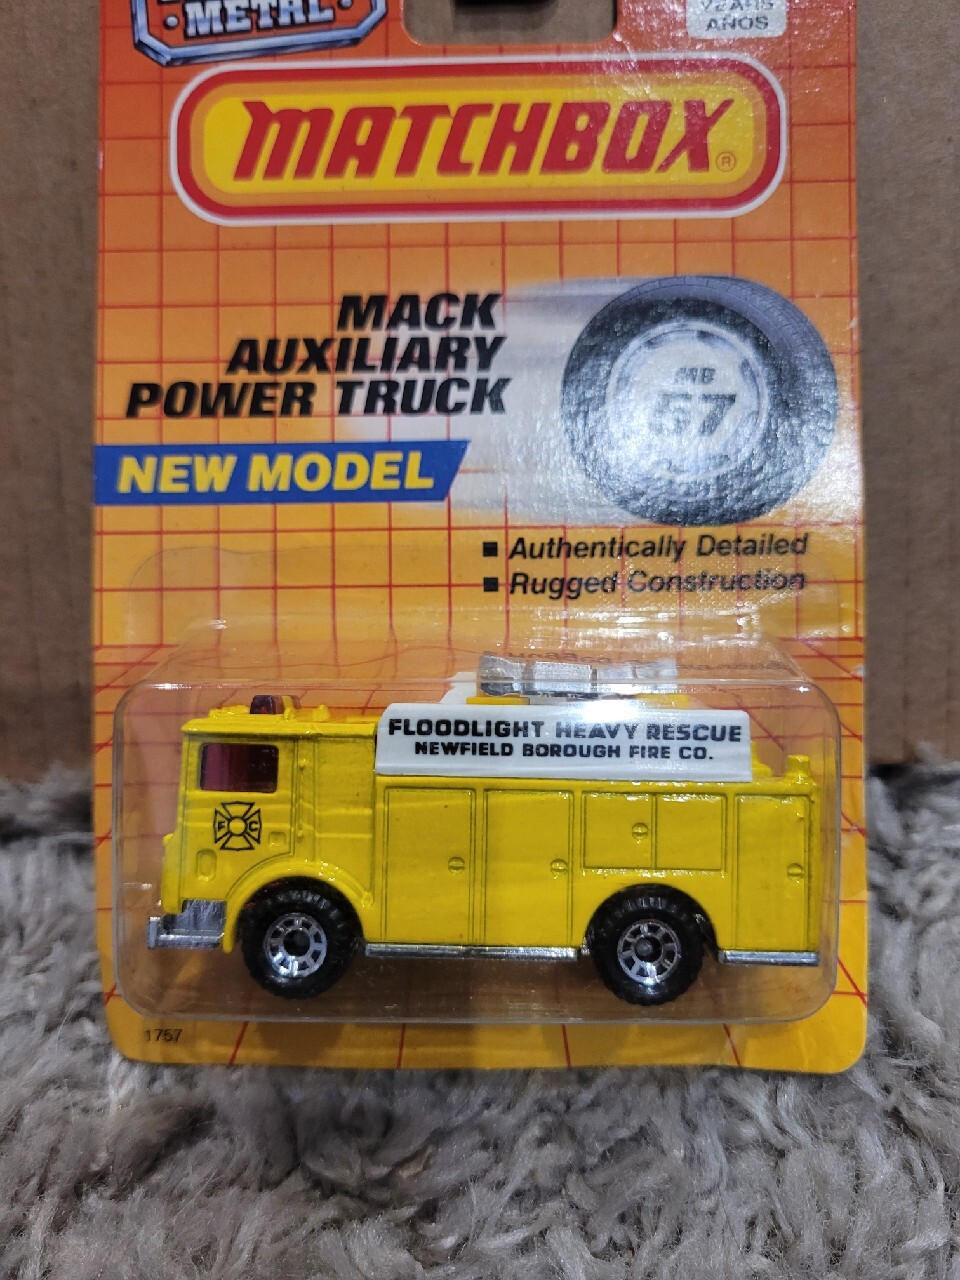 METAL
YEARS
AÑOS
MATCHBOX®
MACK
AUXILIARY
POWER TRUCK
MB
57
NEW MODEL
■ Authentically Detailed
■ Rugged Construction
FLOODLIGHT HEAVY RESCUE
NEWFIELD BOROUGH FIRE CO.
F C
1757